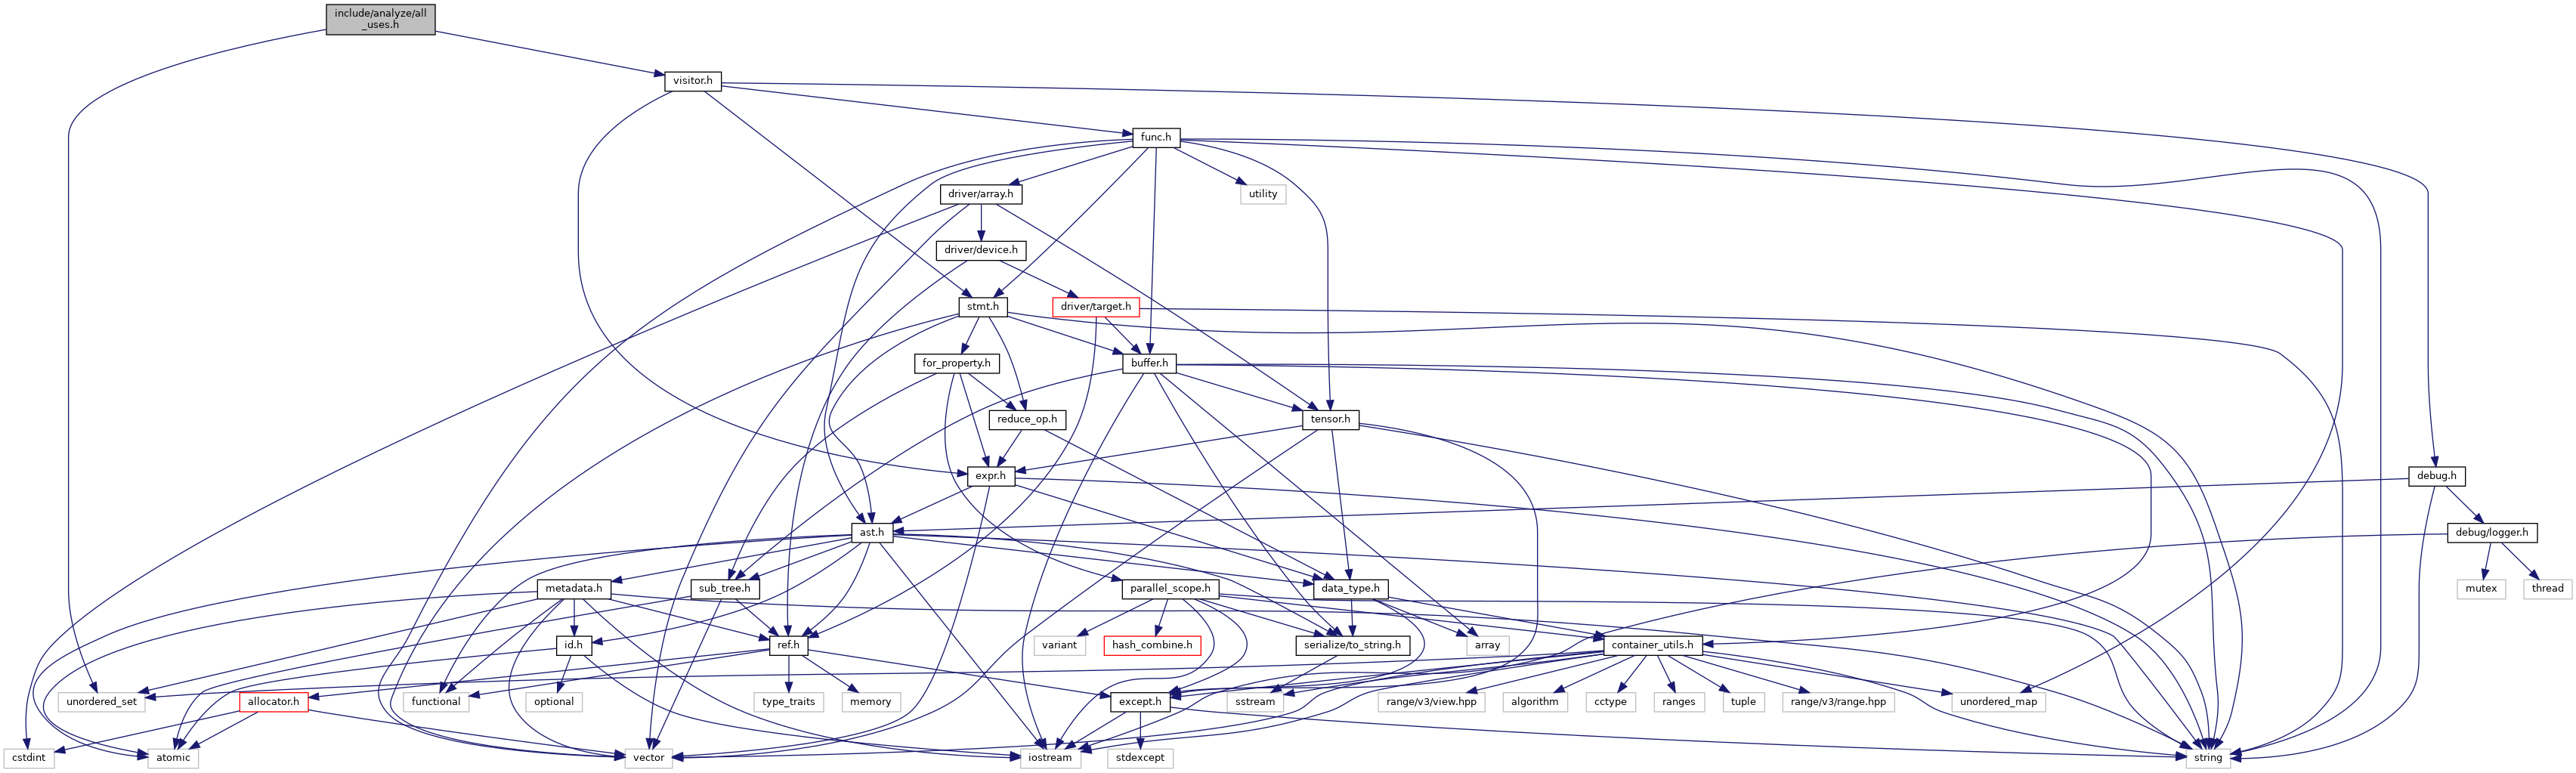 include/analyze/all
_uses.h
visitor.h
func.h
driver/array.h
utility
driver/device.h
stmt.h
driver/target.h
for_property.h
buffer.h
reduce_op.h
tensor.h
expr.h
debug.h
ast.h
debug/logger.h
metadata.h
sub_tree.h
parallel_scope.h
data_type.h
mutex
thread
id.h
ref.h
variant
hash_combine.h
serialize/to_string.h
array
container_utils.h
unordered_set
allocator.h
functional
optional
type_traits
memory
except.h
sstream
range/v3/view.hpp
algorithm
cctype
ranges
tuple
range/v3/range.hpp
unordered_map
cstdint
atomic
vector
iostream
stdexcept
string